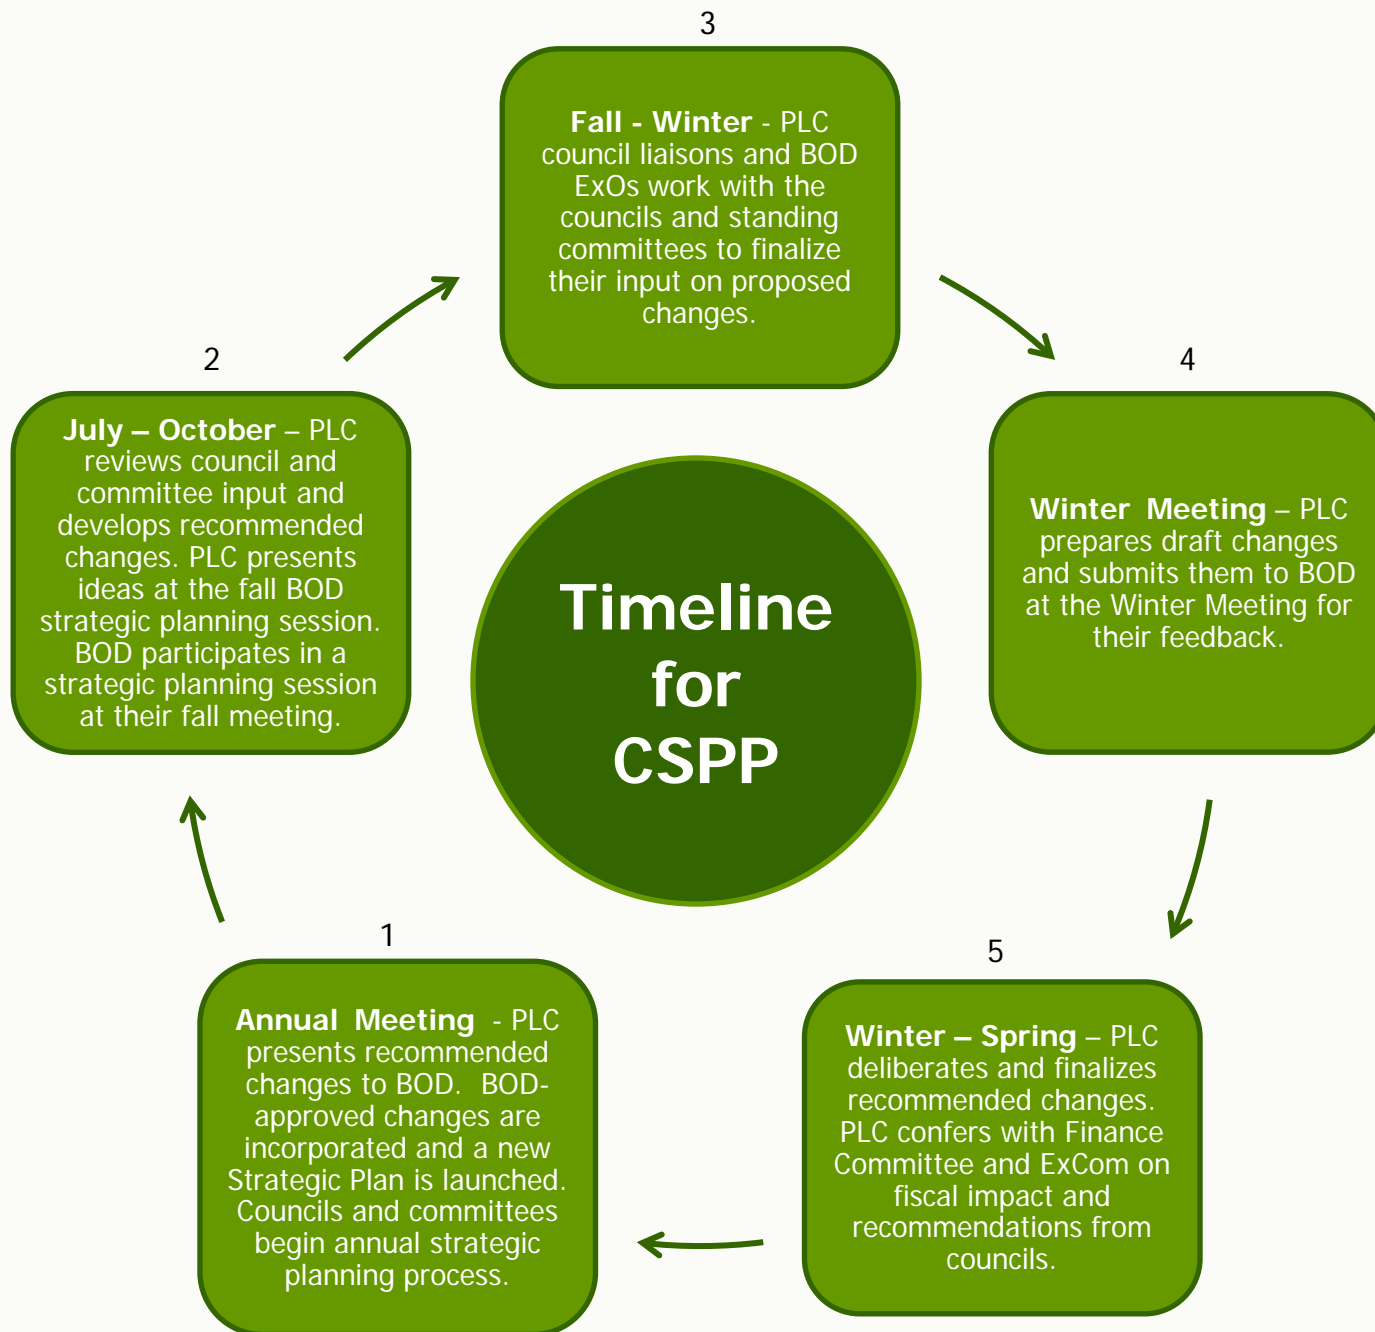 3
Fall - Winter - PLC
council liaisons and BOD
ExOs work with the
councils and standing
committees to finalize
their input on proposed
changes.
2
July – October – PLC
reviews council and
committee input and
develops recommended
changes. PLC presents
ideas at the fall BOD
strategic planning session.
BOD participates in a
strategic planning session
at their fall meeting.
4
Winter Meeting – PLC
prepares draft changes
and submits them to BOD
at the Winter Meeting for
their feedback.
Timeline
for
CSPP
1
Annual Meeting - PLC
presents recommended
changes to BOD. BOD-
approved changes are
incorporated and a new
Strategic Plan is launched.
Councils and committees
begin annual strategic
planning process.
5
Winter – Spring – PLC
deliberates and finalizes
recommended changes.
PLC confers with Finance
Committee and ExCom on
fiscal impact and
recommendations from
councils.